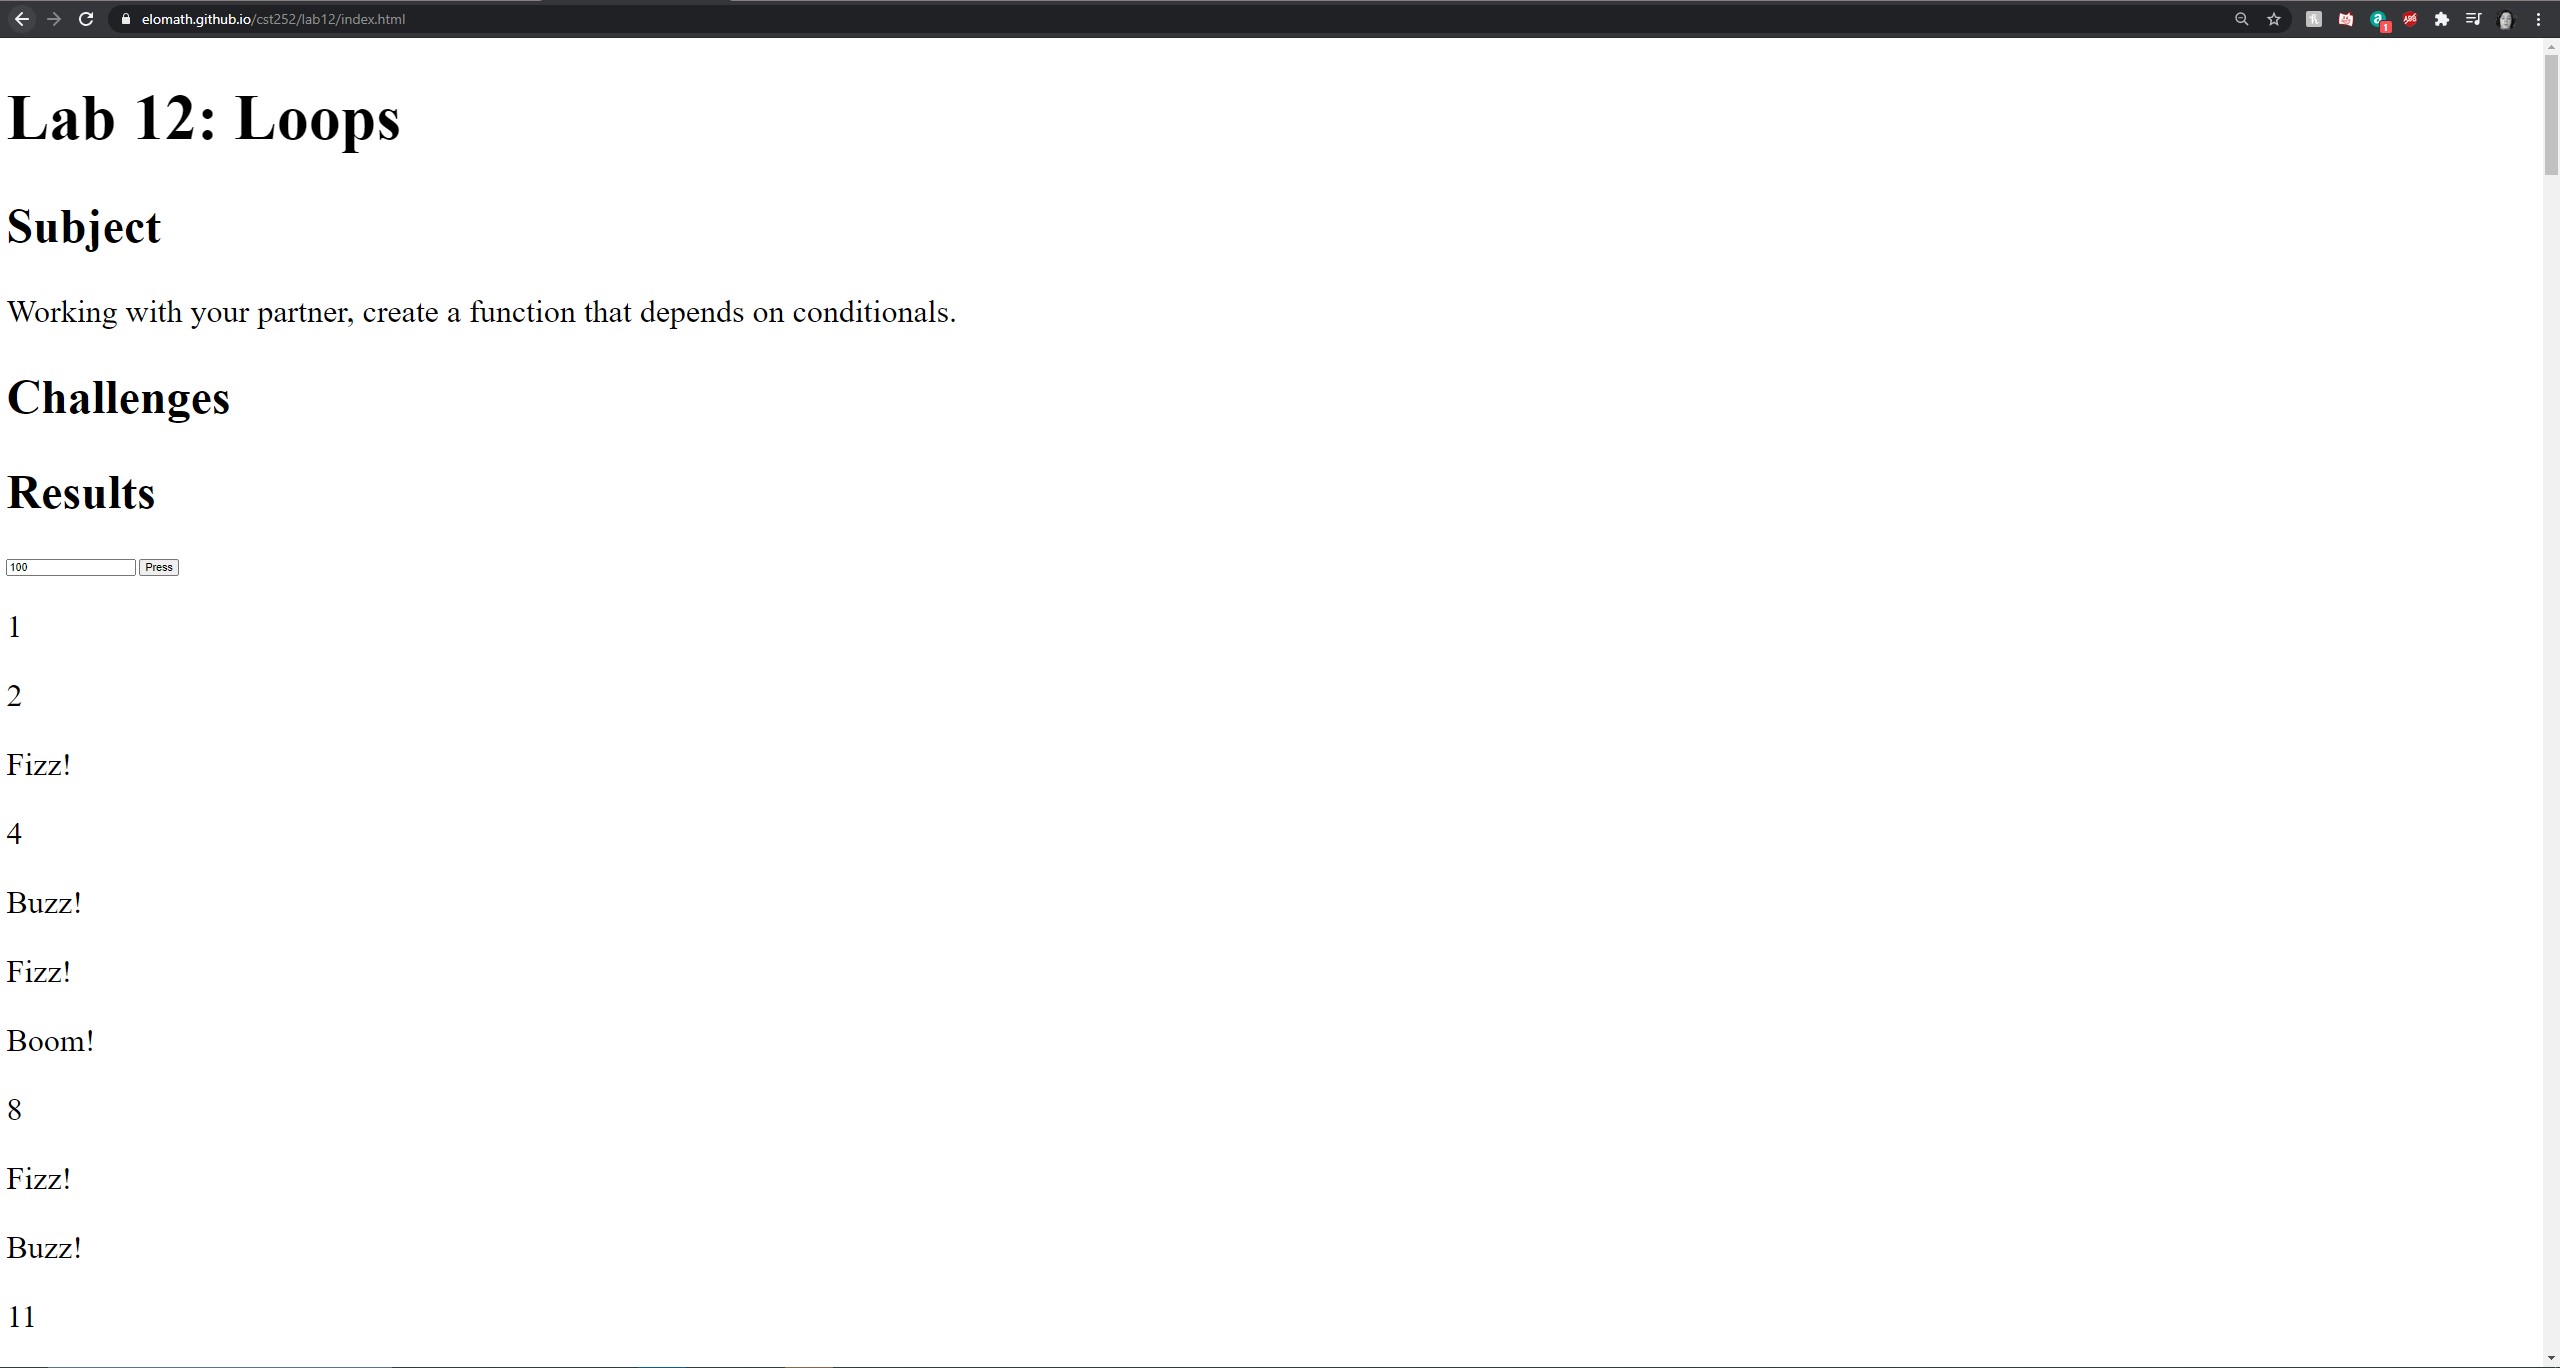 elomath.github.io/cst252/lab12/index.html
1
Lab 12: Loops
Subject
Working with your partner, create a function that depends on conditionals.
Challenges
Results
100 Press
1
2
Fizz!
4
Buzz!
Fizz!
Boom!
8
Fizz!
Buzz!
11